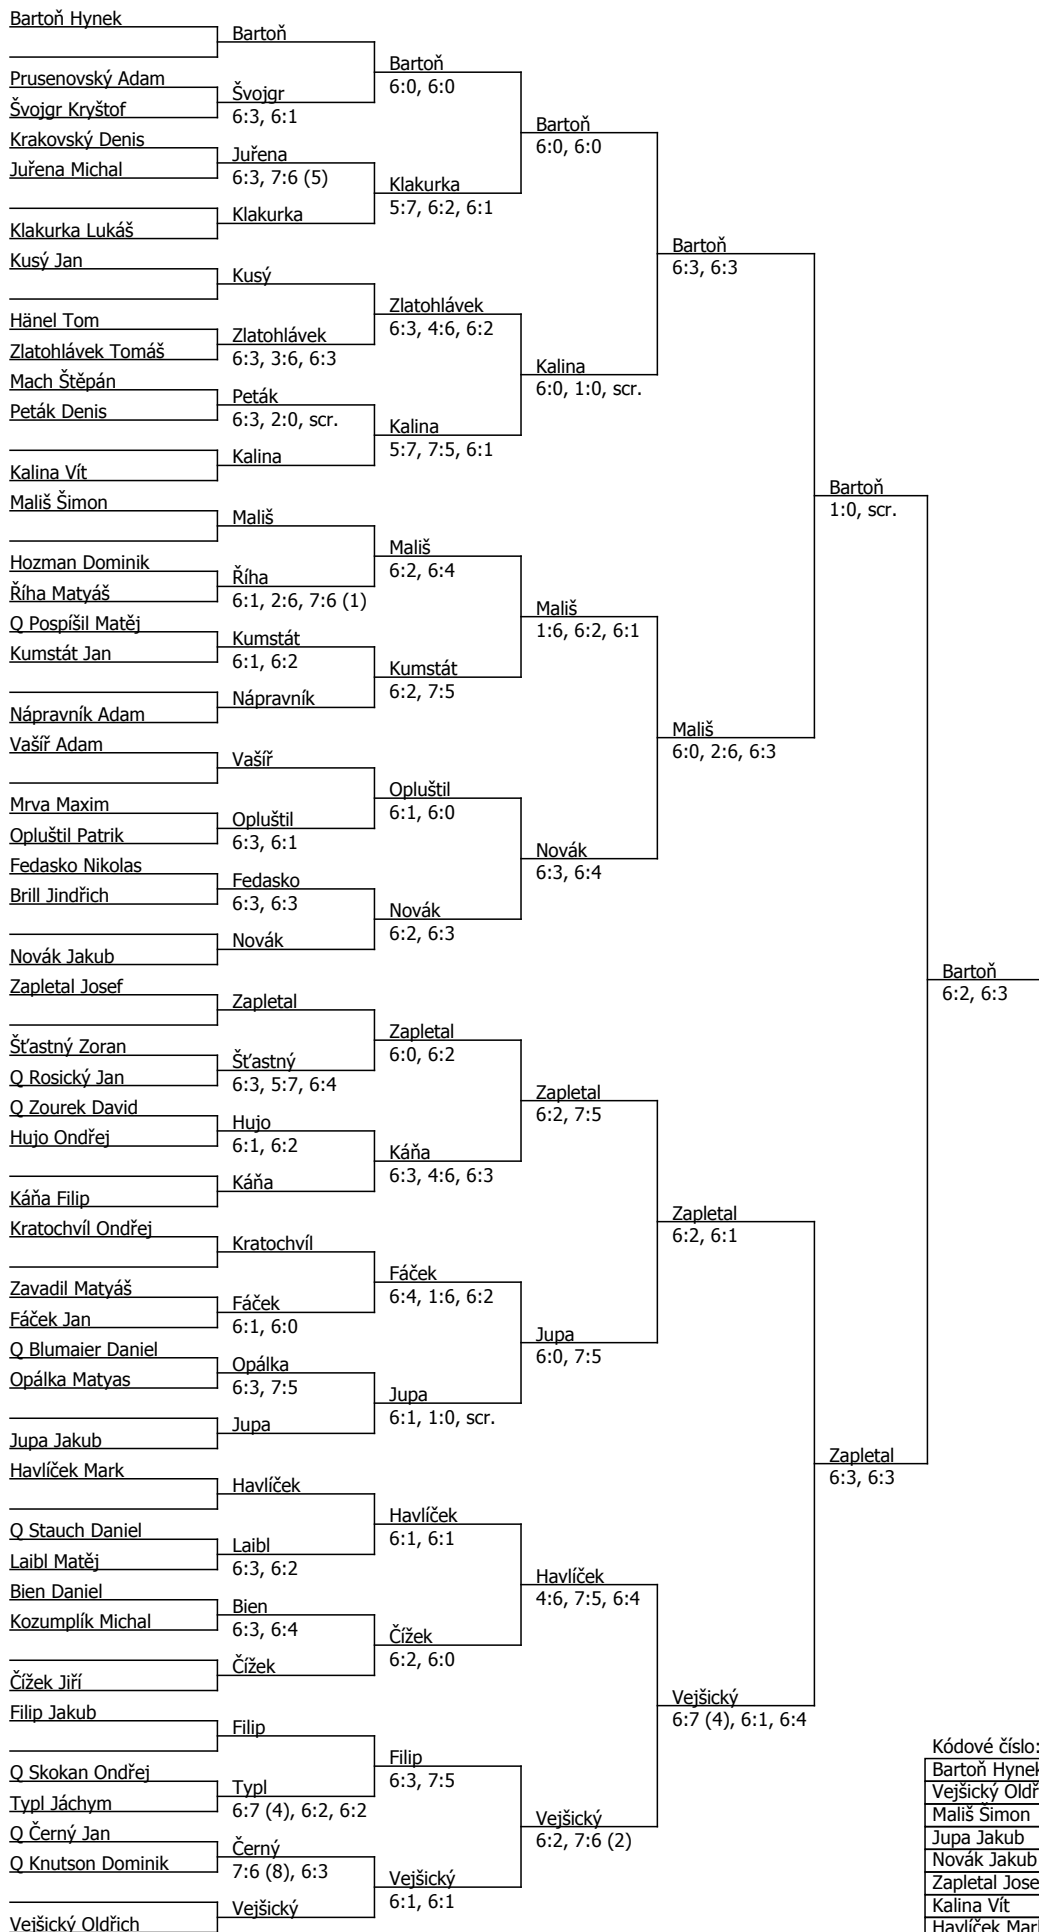 Bartoň Hynek
Prusenovský Adam
Švojgr Kryštof
Krakovský Denis
Juřena Michal
Klakurka Lukáš
Kusý Jan
Hänel Tom
Zlatohlávek Tomáš
Mach Štěpán
Peták Denis
Kalina Vít
Mališ Šimon
Hozman Dominik
Říha Matyáš
Q Pospíšil Matěj
Kumstát Jan
Nápravník Adam
Vašíř Adam
Mrva Maxim
Opluštil Patrik
Fedasko Nikolas
Brill Jindřich
Novák Jakub
Zapletal Josef
Šťastný Zoran
Q Rosický Jan
Q Zourek David
Hujo Ondřej
Káňa Filip
Kratochvíl Ondřej
Zavadil Matyáš
Fáček Jan
Q Blumaier Daniel
Opálka Matyas
Jupa Jakub
Havlíček Mark
Q Stauch Daniel
Laibl Matěj
Bien Daniel
Kozumplík Michal
Čížek Jiří
Filip Jakub
Q Skokan Ondřej
Typl Jáchym
Q Černý Jan
Q Knutson Dominik
Vejšický Oldřich
Bartoň
Švojgr
6:3, 6:1
Juřena
6:3, 7:6 (5)
Klakurka
Kusý
Zlatohlávek
6:3, 3:6, 6:3
Peták
6:3, 2:0, scr.
Kalina
Mališ
Říha
6:1, 2:6, 7:6 (1)
Kumstát
6:1, 6:2
Nápravník
Vašíř
Opluštil
6:3, 6:1
Fedasko
6:3, 6:3
Novák
Zapletal
Šťastný
6:3, 5:7, 6:4
Hujo
6:1, 6:2
Káňa
Kratochvíl
Fáček
6:1, 6:0
Opálka
6:3, 7:5
Jupa
Havlíček
Laibl
6:3, 6:2
Bien
6:3, 6:4
Čížek
Filip
Typl
6:7 (4), 6:2, 6:2
Černý
7:6 (8), 6:3
Vejšický
Bartoň
6:0, 6:0
Klakurka
5:7, 6:2, 6:1
Zlatohlávek
6:3, 4:6, 6:2
Kalina
5:7, 7:5, 6:1
Mališ
6:2, 6:4
Kumstát
6:2, 7:5
Opluštil
6:1, 6:0
Novák
6:2, 6:3
Zapletal
6:0, 6:2
Káňa
6:3, 4:6, 6:3
Fáček
6:4, 1:6, 6:2
Jupa
6:1, 1:0, scr.
Havlíček
6:1, 6:1
Čížek
6:2, 6:0
Filip
6:3, 7:5
Vejšický
6:1, 6:1
Bartoň
6:0, 6:0
Kalina
6:0, 1:0, scr.
Mališ
1:6, 6:2, 6:1
Novák
6:3, 6:4
Zapletal
6:2, 7:5
Jupa
6:0, 7:5
Havlíček
4:6, 7:5, 6:4
Vejšický
6:2, 7:6 (2)
Bartoň
6:3, 6:3
Mališ
6:0, 2:6, 6:3
Zapletal
6:2, 6:1
Vejšický
6:7 (4), 6:1, 6:4
Bartoň
1:0, scr.
Zapletal
6:3, 6:3
Bartoň
6:2, 6:3
Kódové číslo:
Bartoň Hynek
Vejšický Oldř
Mališ Šimon
Jupa Jakub
Novák Jakub
Zapletal Jose
Kalina Vít
Havlíček Mar